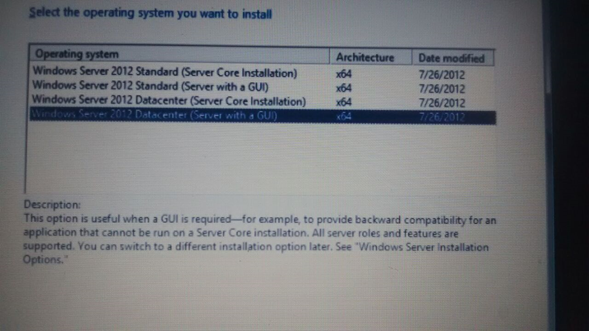 Select the operating system you want to install
Operating system Architecture Date modified
Windows Server 2012 Standard (Server Core Installation) x64 7/26/2012
Windows Server 2012 Standard (Server with a GUI) x64 7/26/2012
Windows Server 2012 Datacenter (Server Core Installation) x64 7/26/2012
Windows Server 2012 Datacenter (Server with a GUI) x64 7/26/2012
Description:
This option is useful when a GUI is required—for example, to provide backward compatibility for an
application that cannot be run on a Server Core installation. All server roles and features are
supported. You can switch to a different installation option later. See "Windows Server Installation
Options."